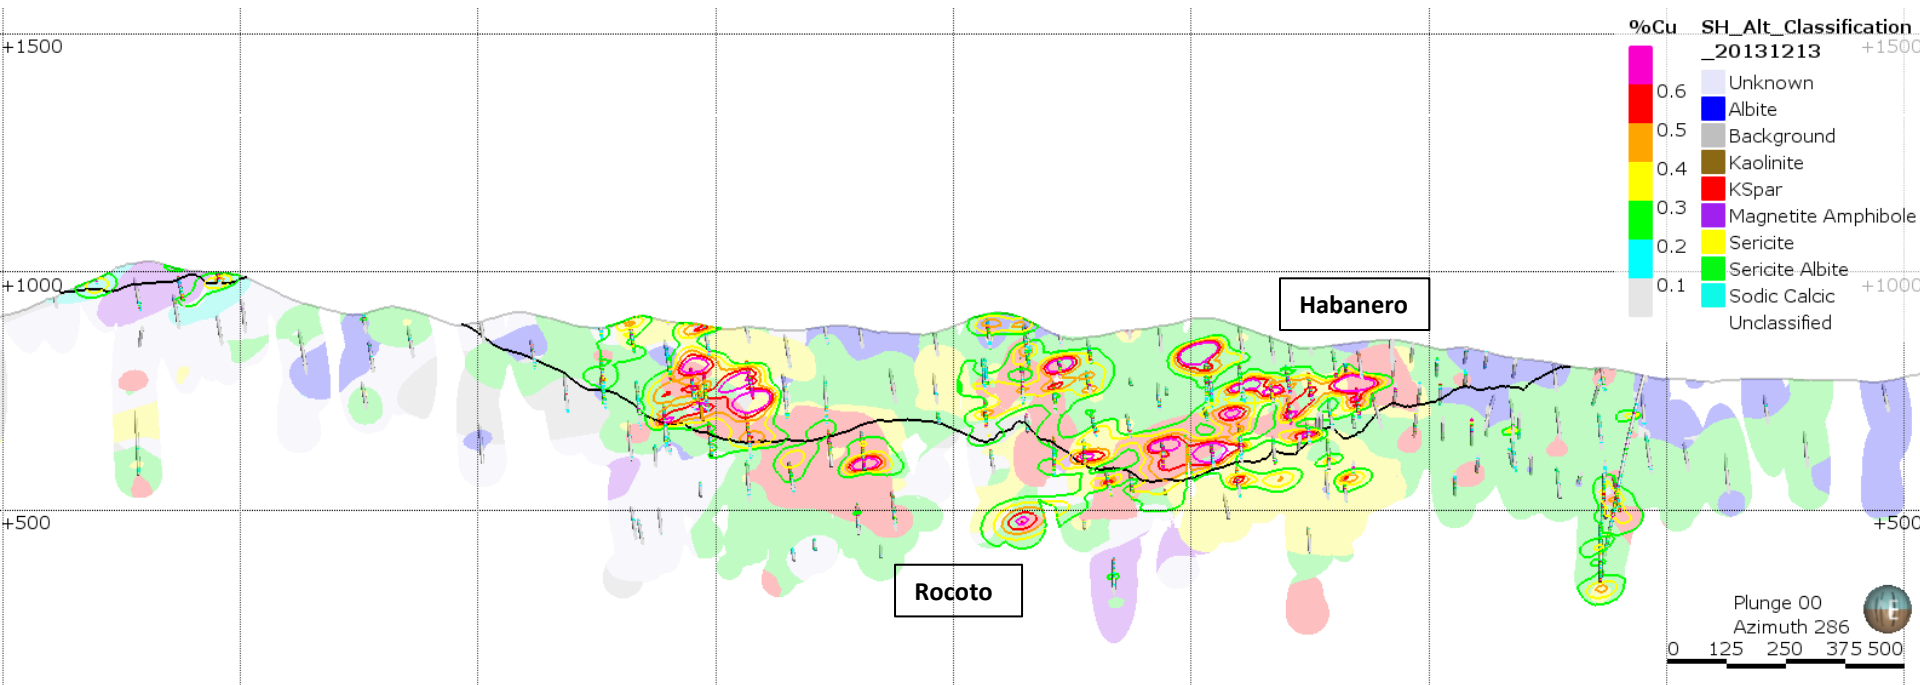 %Cu
SH_Alt_Classification
_20131213
+1500
+1500
Unknown
0.6
Albite
0.5
Background
Kaolinite
0.4
KSpar
0.3
Magnetite Amphibole
0.2
Sericite
Sericite Albite
0.1
Sodic Calcic
Unclassified
+1000
+1000
Habanero
+500
+500
Rocoto
Plunge 00
Azimuth 286
0 125 250 375 500
E